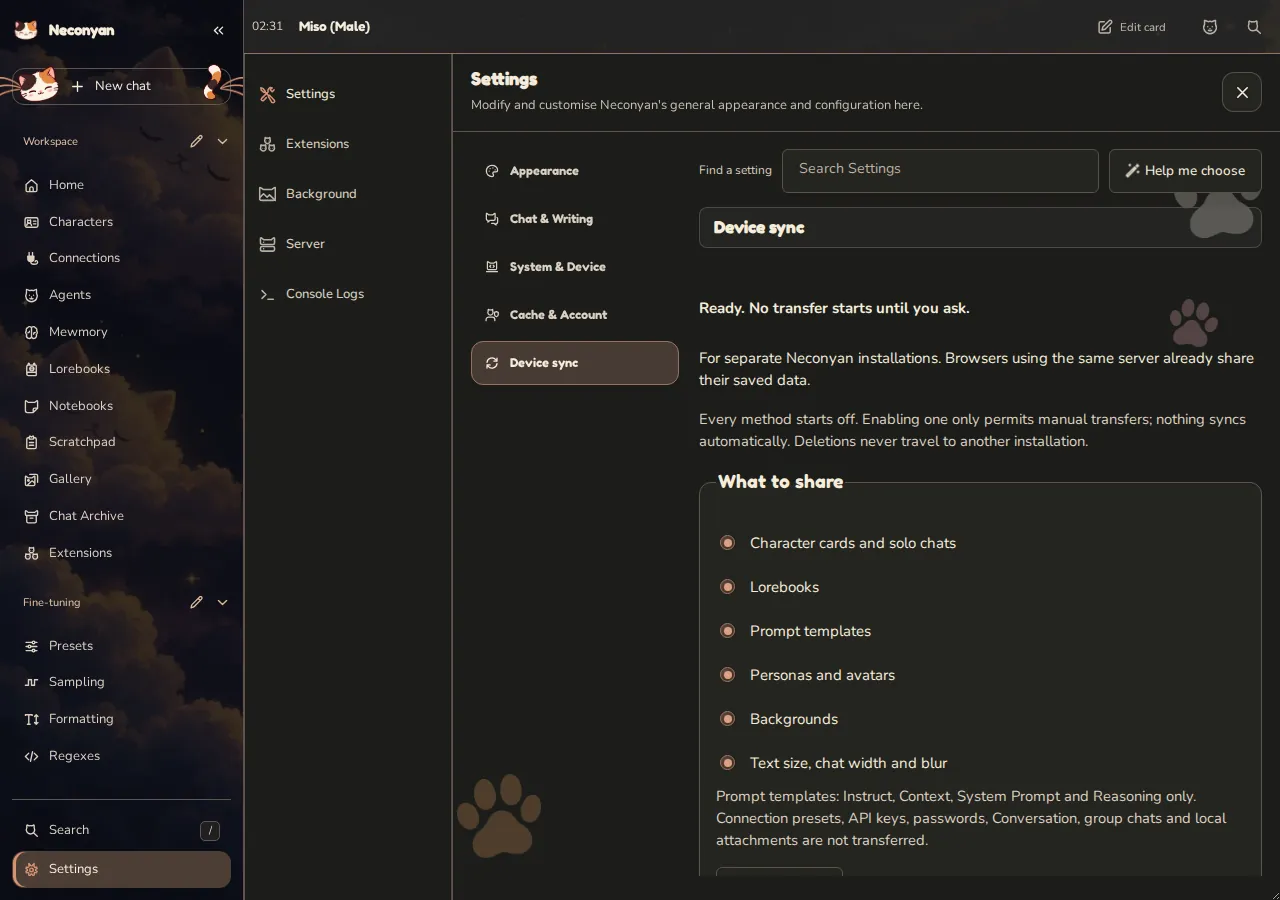 Neconyan
New chat
Workspace
Home
Characters
Connections
Agents
Mewmory
Lorebooks
Notebooks
Scratchpad
Gallery
Chat Archive
Extensions
Fine-tuning
Presets
Sampling
Formatting
Regexes
Search /
Settings
02:31 Miso (Male)
Edit card
Settings
Extensions
Background
Server
Console Logs
Settings
Modify and customise Neconyan's general appearance and configuration here.
Appearance
Chat & Writing
System & Device
Cache & Account
Device sync
Find a setting
Search Settings
Help me choose
Device sync
Ready. No transfer starts until you ask.
For separate Neconyan installations. Browsers using the same server already share
their saved data.
Every method starts off. Enabling one only permits manual transfers; nothing syncs
automatically. Deletions never travel to another installation.
What to share
Character cards and solo chats
Lorebooks
Prompt templates
Personas and avatars
Backgrounds
Text size, chat width and blur
Prompt templates: Instruct, Context, System Prompt and Reasoning only.
Connection presets, API keys, passwords, Conversation, group chats and local
attachments are not transferred.